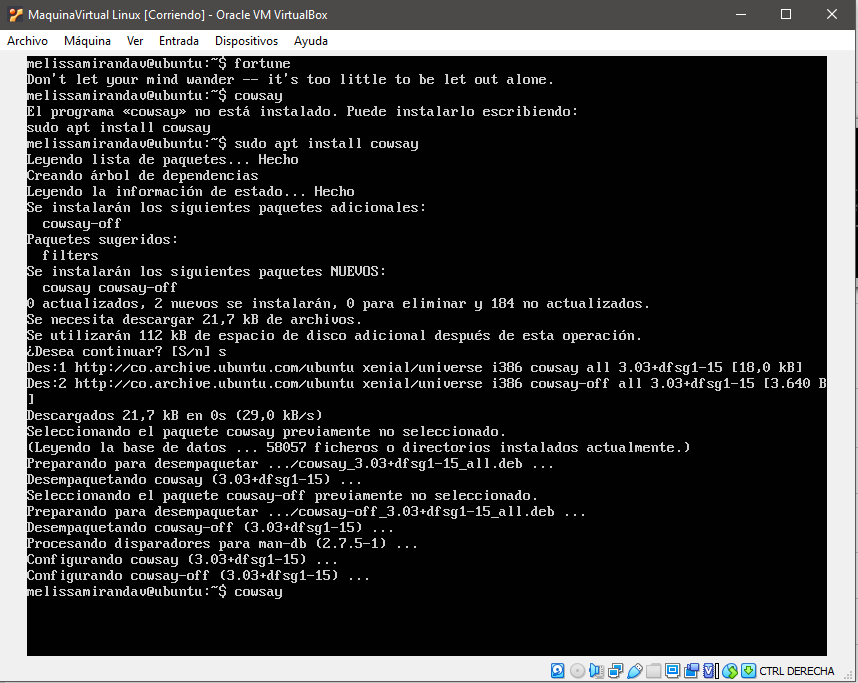 MaquinaVirtual Linux [Corriendo] - Oracle VM VirtualBox
Archivo Máquina Ver Entrada Dispositivos Ayuda
melissamirandav@ubuntu:~$ fortune
Don't let your mind wander -- it's too little to be let out alone.
melissamirandav@ubuntu:~$ cowsay
El programa «cowsay» no está instalado. Puede instalarlo escribiendo:
sudo apt install cowsay
melissamirandav@ubuntu:~$ sudo apt install cowsay
Leyendo lista de paquetes... Hecho
Creando árbol de dependencias
Leyendo la información de estado... Hecho
Se instalarán los siguientes paquetes adicionales:
  cowsay-off
Paquetes sugeridos:
  filters
Se instalarán los siguientes paquetes NUEVOS:
  cowsay cowsay-off
0 actualizados, 2 nuevos se instalarán, 0 para eliminar y 184 no actualizados.
Se necesita descargar 21,7 kB de archivos.
Se utilizarán 112 kB de espacio de disco adicional después de esta operación.
¿Desea continuar? [S/n] s
Des:1 http://co.archive.ubuntu.com/ubuntu xenial/universe i386 cowsay all 3.03+dfsg1-15 [18,0 kB]
Des:2 http://co.archive.ubuntu.com/ubuntu xenial/universe i386 cowsay-off all 3.03+dfsg1-15 [3.640 B
]
Descargados 21,7 kB en 0s (29,0 kB/s)
Seleccionando el paquete cowsay previamente no seleccionado.
(Leyendo la base de datos ... 58057 ficheros o directorios instalados actualmente.)
Preparando para desempaquetar .../cowsay_3.03+dfsg1-15_all.deb ...
Desempaquetando cowsay (3.03+dfsg1-15) ...
Seleccionando el paquete cowsay-off previamente no seleccionado.
Preparando para desempaquetar .../cowsay-off_3.03+dfsg1-15_all.deb ...
Desempaquetando cowsay-off (3.03+dfsg1-15) ...
Procesando disparadores para man-db (2.7.5-1) ...
Configurando cowsay (3.03+dfsg1-15) ...
Configurando cowsay-off (3.03+dfsg1-15) ...
melissamirandav@ubuntu:~$ cowsay
CTRL DERECHA